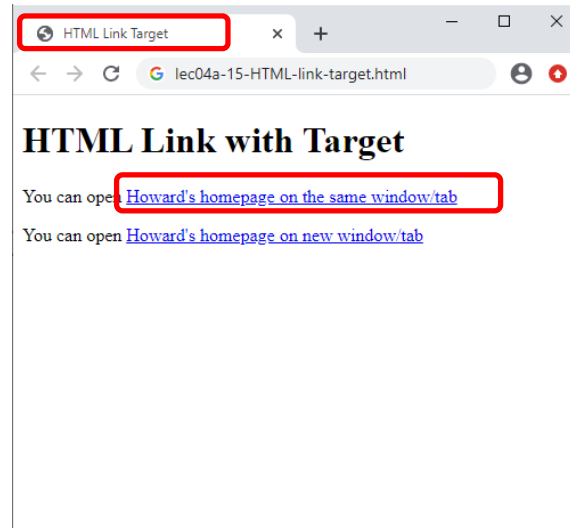 HTML Link Target
lec04a-15-HTML-link-target.html
HTML Link with Target
You can open Howard's homepage on the same window/tab
You can open Howard's homepage on new window/tab